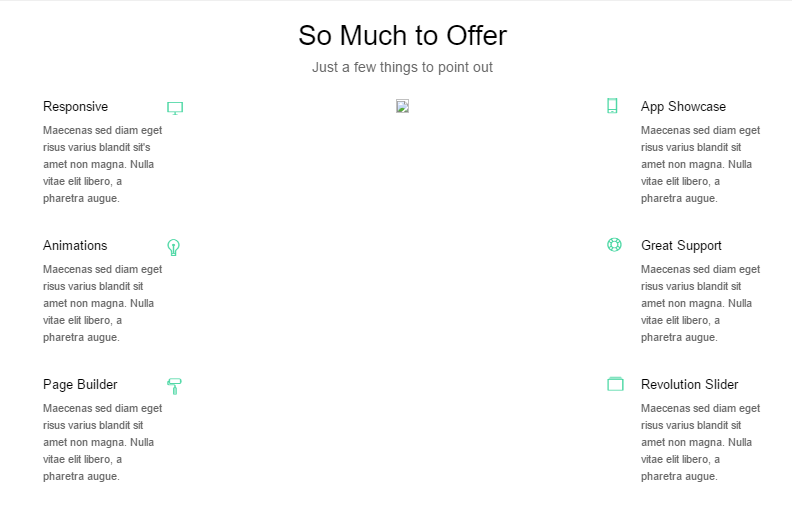 So Much to Offer
Just a few things to point out
Responsive
Maecenas sed diam eget
risus varius blandit sit's
amet non magna. Nulla
vitae elit libero, a
pharetra augue.
Animations
Maecenas sed diam eget
risus varius blandit sit
amet non magna. Nulla
vitae elit libero, a
pharetra augue.
Page Builder
Maecenas sed diam eget
risus varius blandit sit
amet non magna. Nulla
vitae elit libero, a
pharetra augue.
App Showcase
Maecenas sed diam eget
risus varius blandit sit
amet non magna. Nulla
vitae elit libero, a
pharetra augue.
Great Support
Maecenas sed diam eget
risus varius blandit sit
amet non magna. Nulla
vitae elit libero, a
pharetra augue.
Revolution Slider
Maecenas sed diam eget
risus varius blandit sit
amet non magna. Nulla
vitae elit libero, a
pharetra augue.